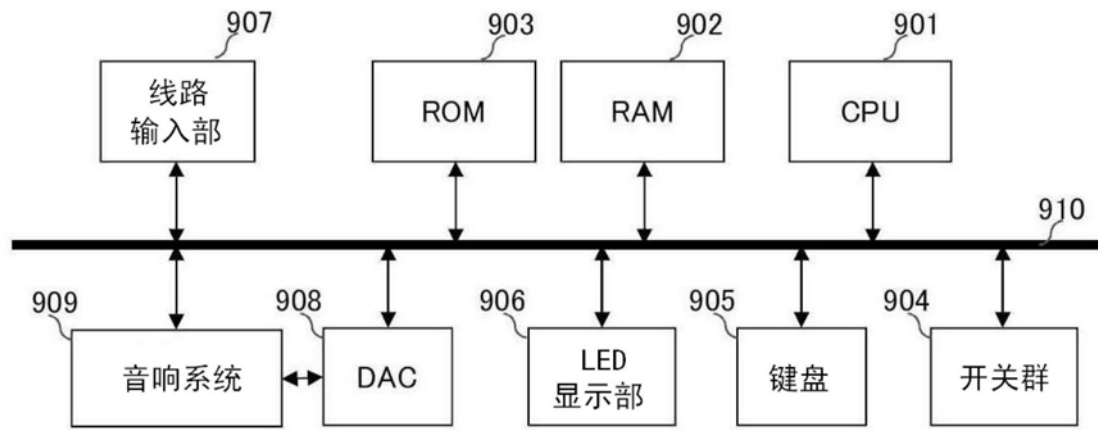 907
903
902
901
线路
输入部
ROM
RAM
CPU
910
909
908
906
905
904
音响系统
DAC
LED
显示部
键盘
开关群